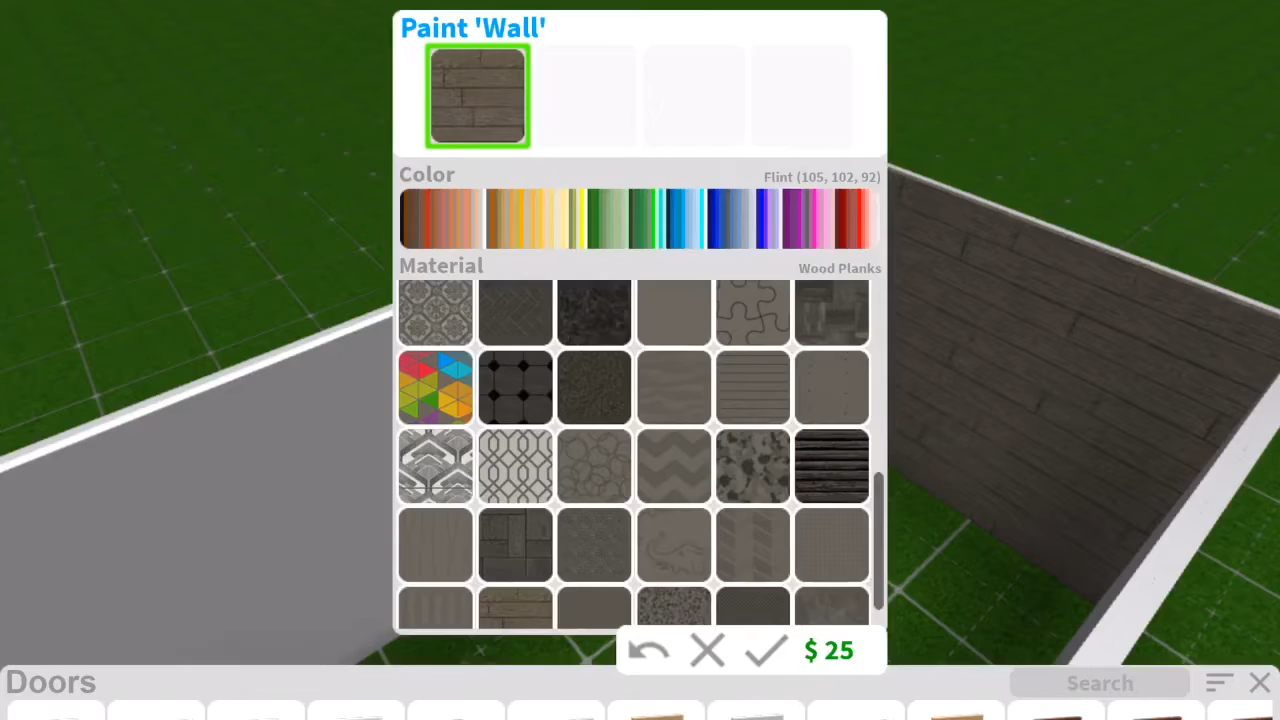 Paint 'Wall'
Color
Flint (105, 102, 92)
Material
Wood Planks
$ 25
Doors
Search